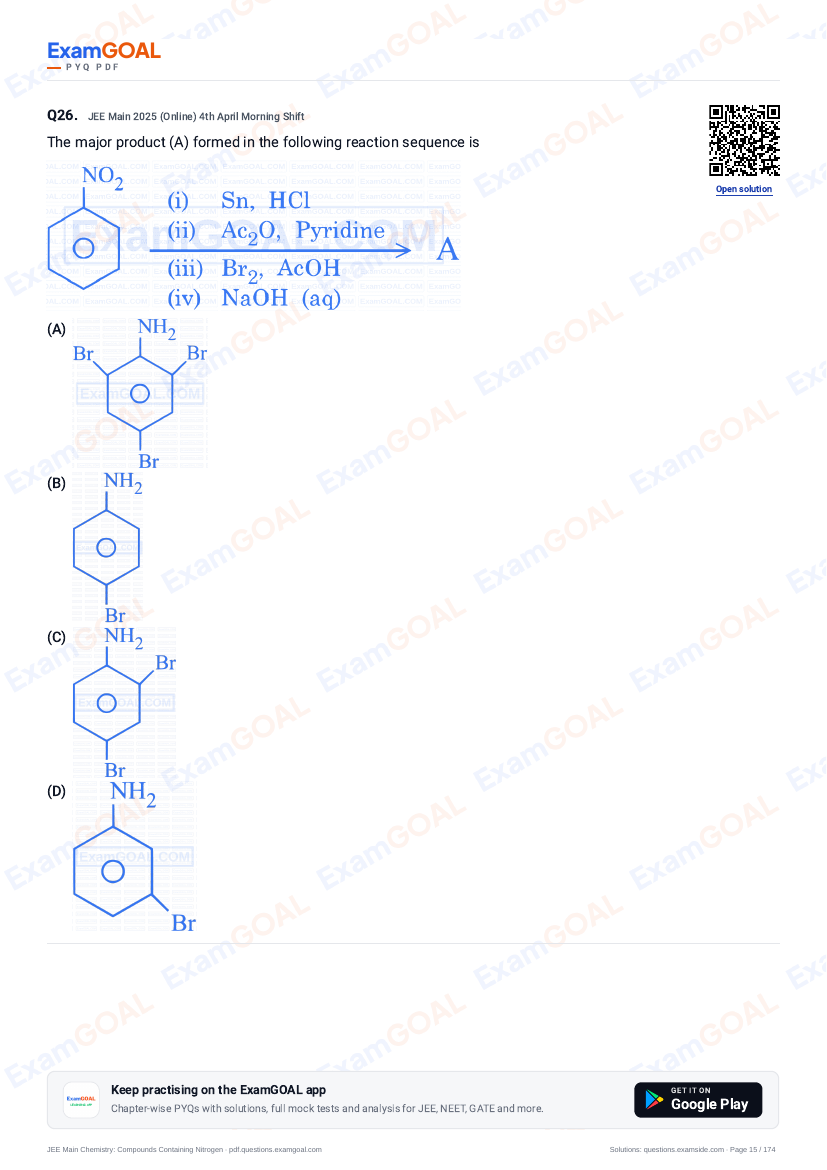 ExamGOAL
PYQ PDF
Q26. JEE Main 2025 (Online) 4th April Morning Shift
The major product (A) formed in the following reaction sequence is
Open solution
NO2
(i) Sn, HCl
(ii) Ac2O, Pyridine
A
(iii) Br2, AcOH
(iv) NaOH (aq)
(A)
NH2
Br Br
Br
(B)
NH2
Br
(C)
NH2
Br
Br
(D)
NH2
Br
Keep practising on the ExamGOAL app
Chapter-wise PYQs with solutions, full mock tests and analysis for JEE, NEET, GATE and more.
GET IT ON
Google Play
JEE Main Chemistry: Compounds Containing Nitrogen · pdf.questions.examgoal.com
Solutions: questions.examside.com · Page 15 / 174